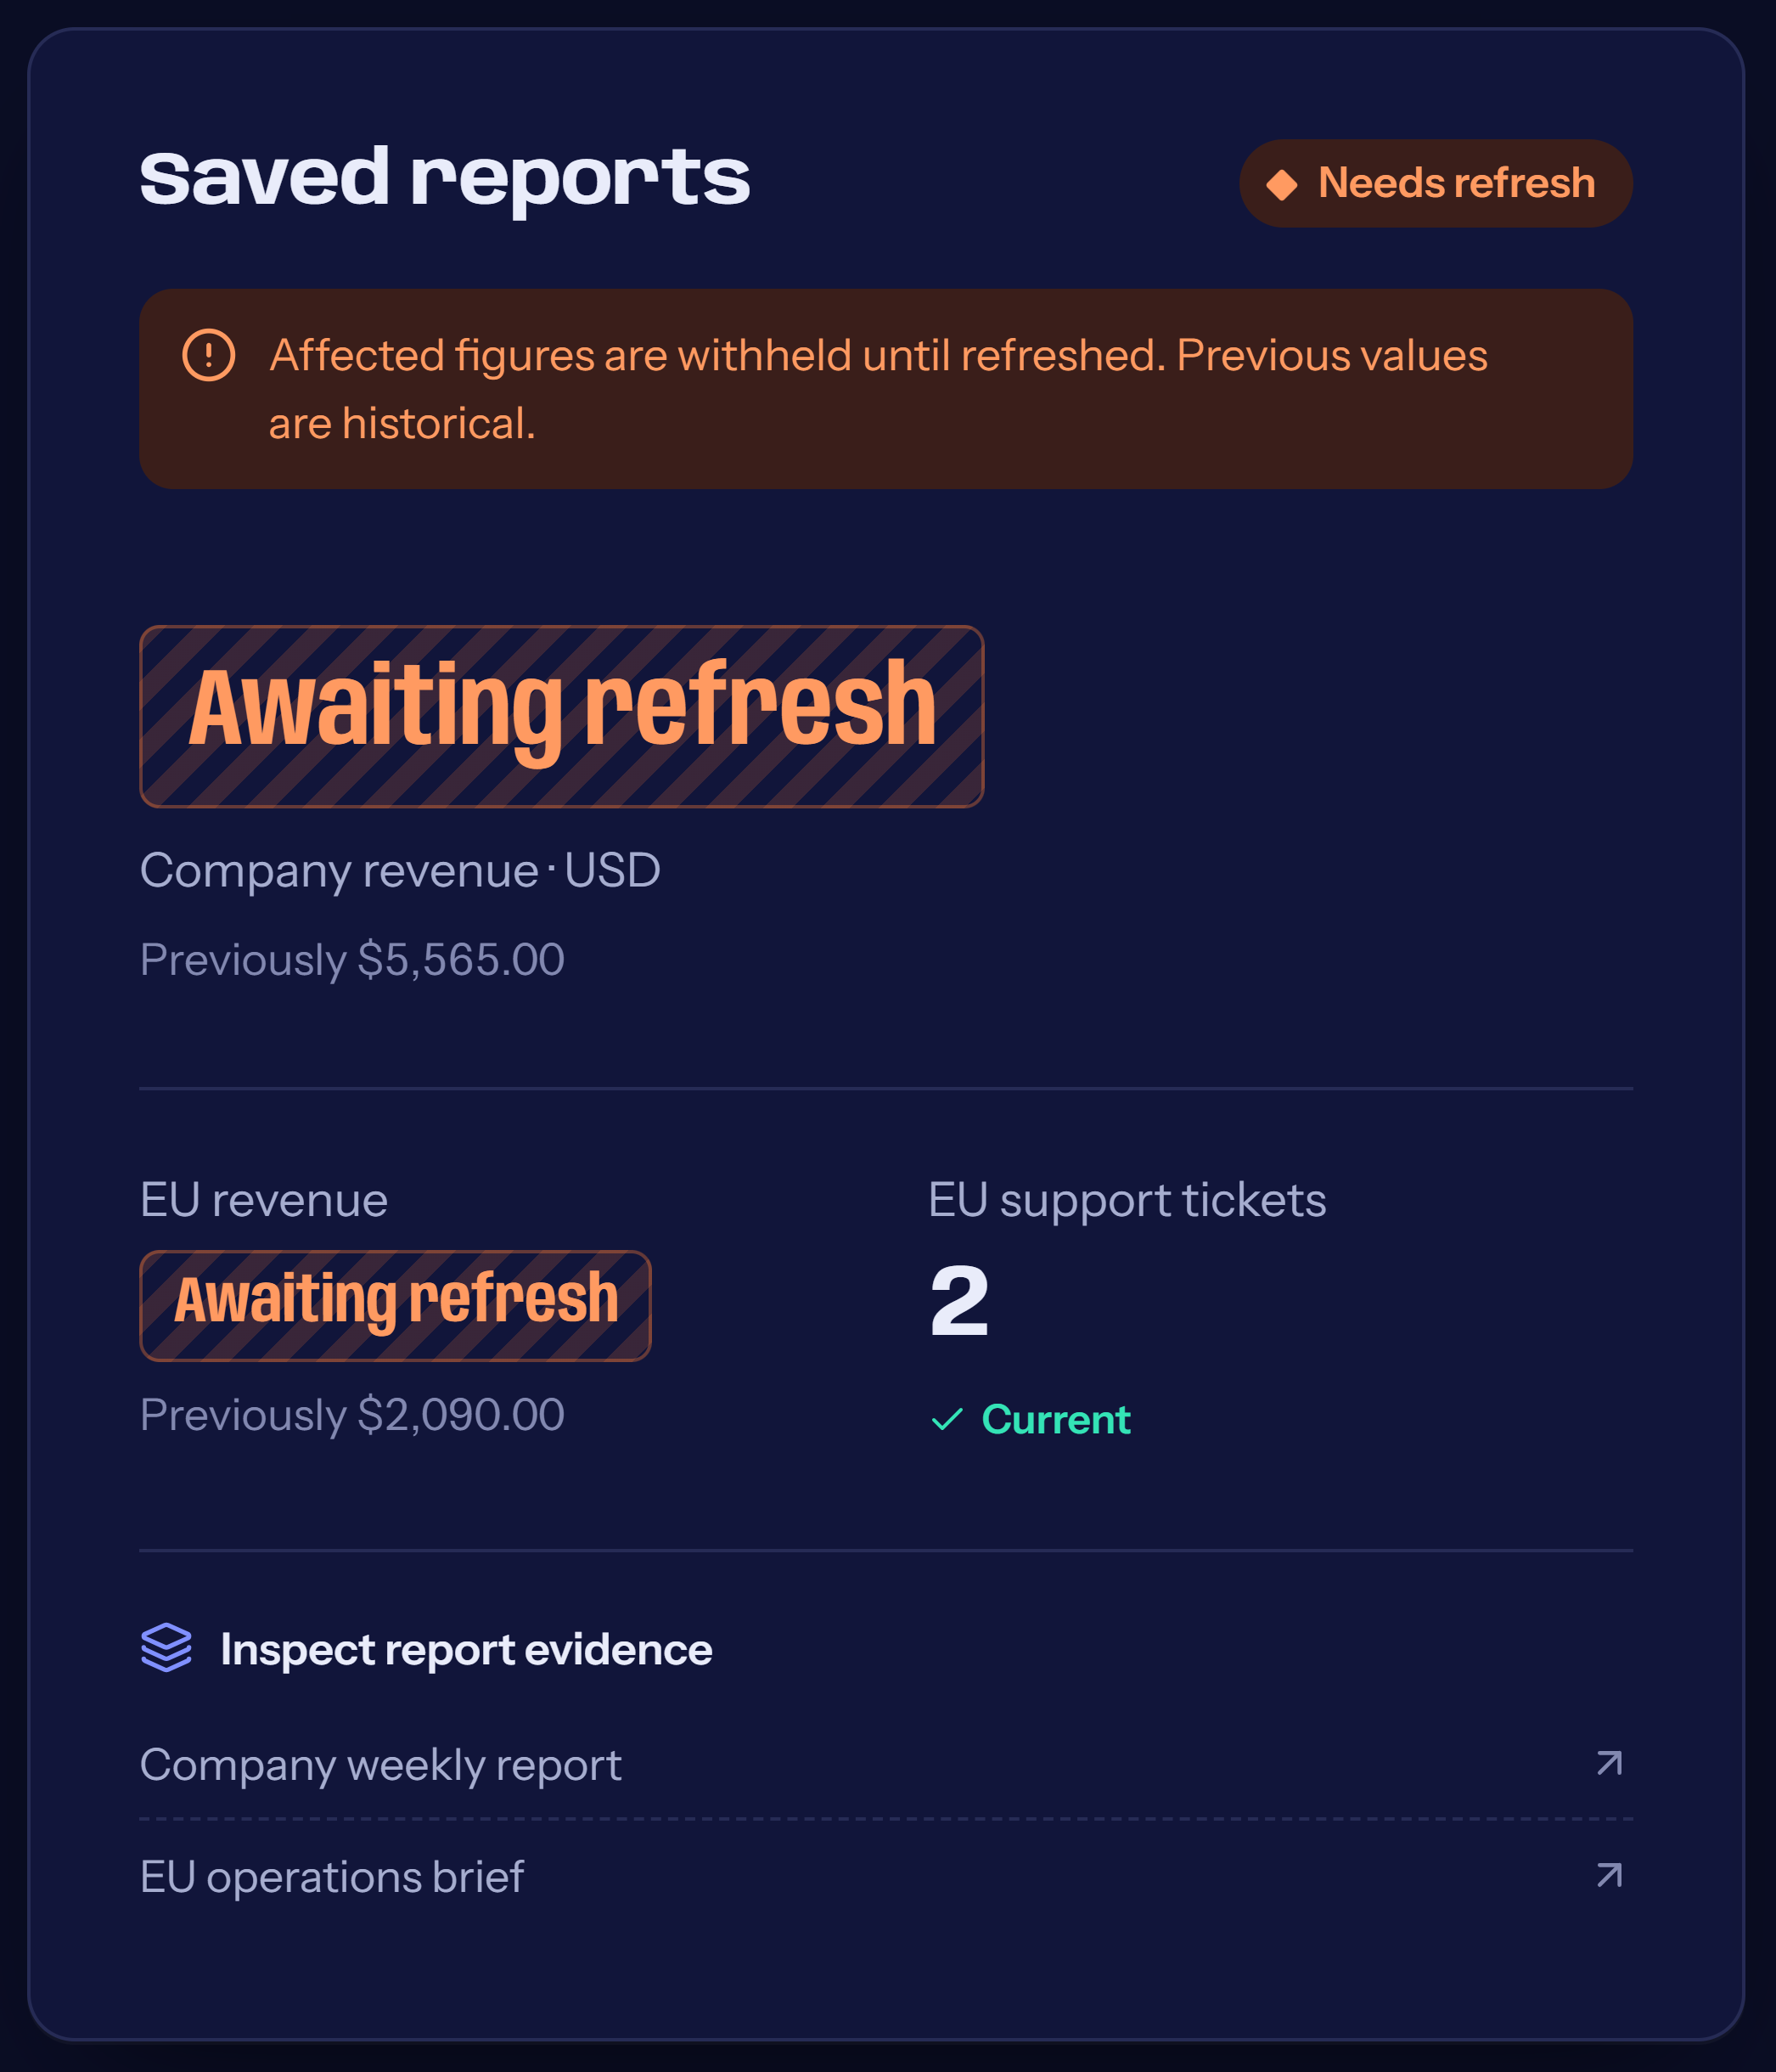 Saved reports
Needs refresh
Affected figures are withheld until refreshed. Previous values
are historical.
Awaiting refresh
Company revenue · USD
Previously $5,565.00
EU revenue
Awaiting refresh
Previously $2,090.00
EU support tickets
2
Current
Inspect report evidence
Company weekly report
EU operations brief